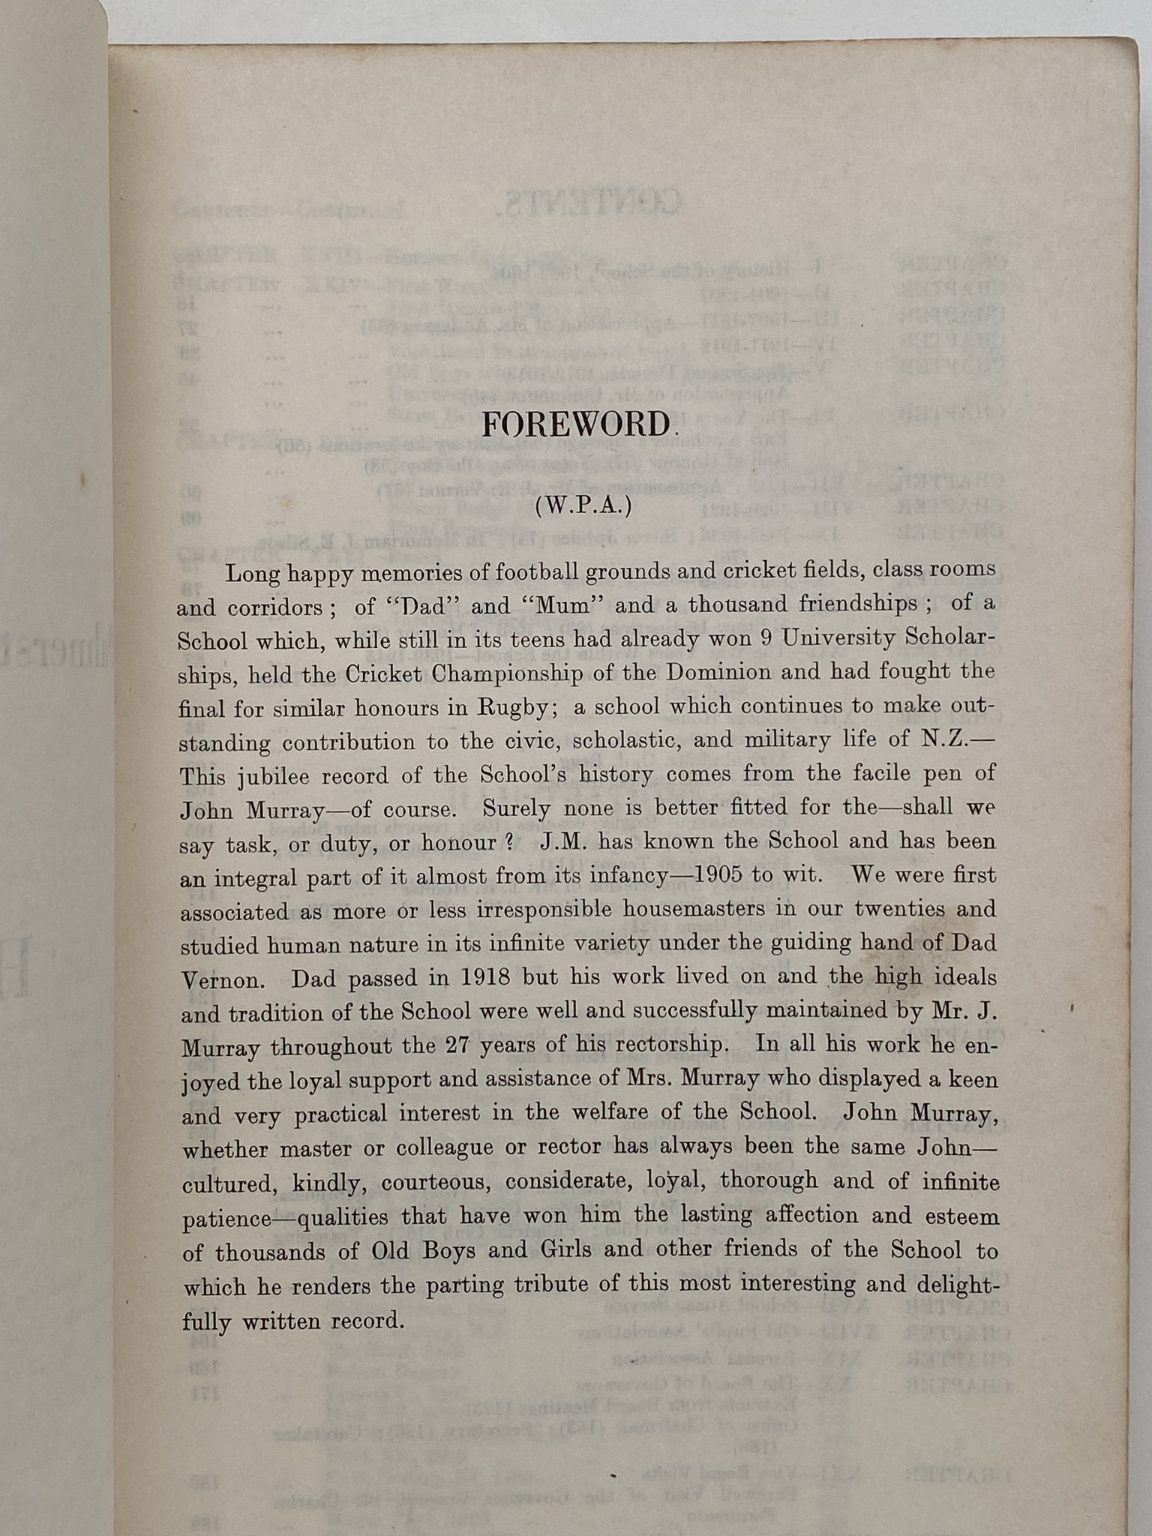 FOREWORD.
(W.P.A.)
Long happy memories of football grounds and cricket fields, class rooms
and corridors ; of “Dad” and “Mum” and a thousand friendships ; of a
School which, while still in its teens had already won 9 University Scholar-
ships, held the Cricket Championship of the Dominion and had fought the
final for similar honours in Rugby; a school which continues to make out-
standing contribution to the civic, scholastic, and military life of N.Z.—
This jubilee record of the School’s history comes from the facile pen of
John Murray—of course. Surely none is better fitted for the—shall we
say task, or duty, or honour ? J.M. has known the School and has been
an integral part of it almost from its infancy—1905 to wit. We were first
associated as more or less irresponsible housemasters in our twenties and
studied human nature in its infinite variety under the guiding hand of Dad
Vernon. Dad passed in 1918 but his work lived on and the high ideals
and tradition of the School were well and successfully maintained by Mr. J.
Murray throughout the 27 years of his rectorship. In all his work he en-
joyed the loyal support and assistance of Mrs. Murray who displayed a keen
and very practical interest in the welfare of the School. John Murray,
whether master or colleague or rector has always been the same John—
cultured, kindly, courteous, considerate, loyal, thorough and of infinite
patience—qualities that have won him the lasting affection and esteem
of thousands of Old Boys and Girls and other friends of the School to
which he renders the parting tribute of this most interesting and delight-
fully written record.